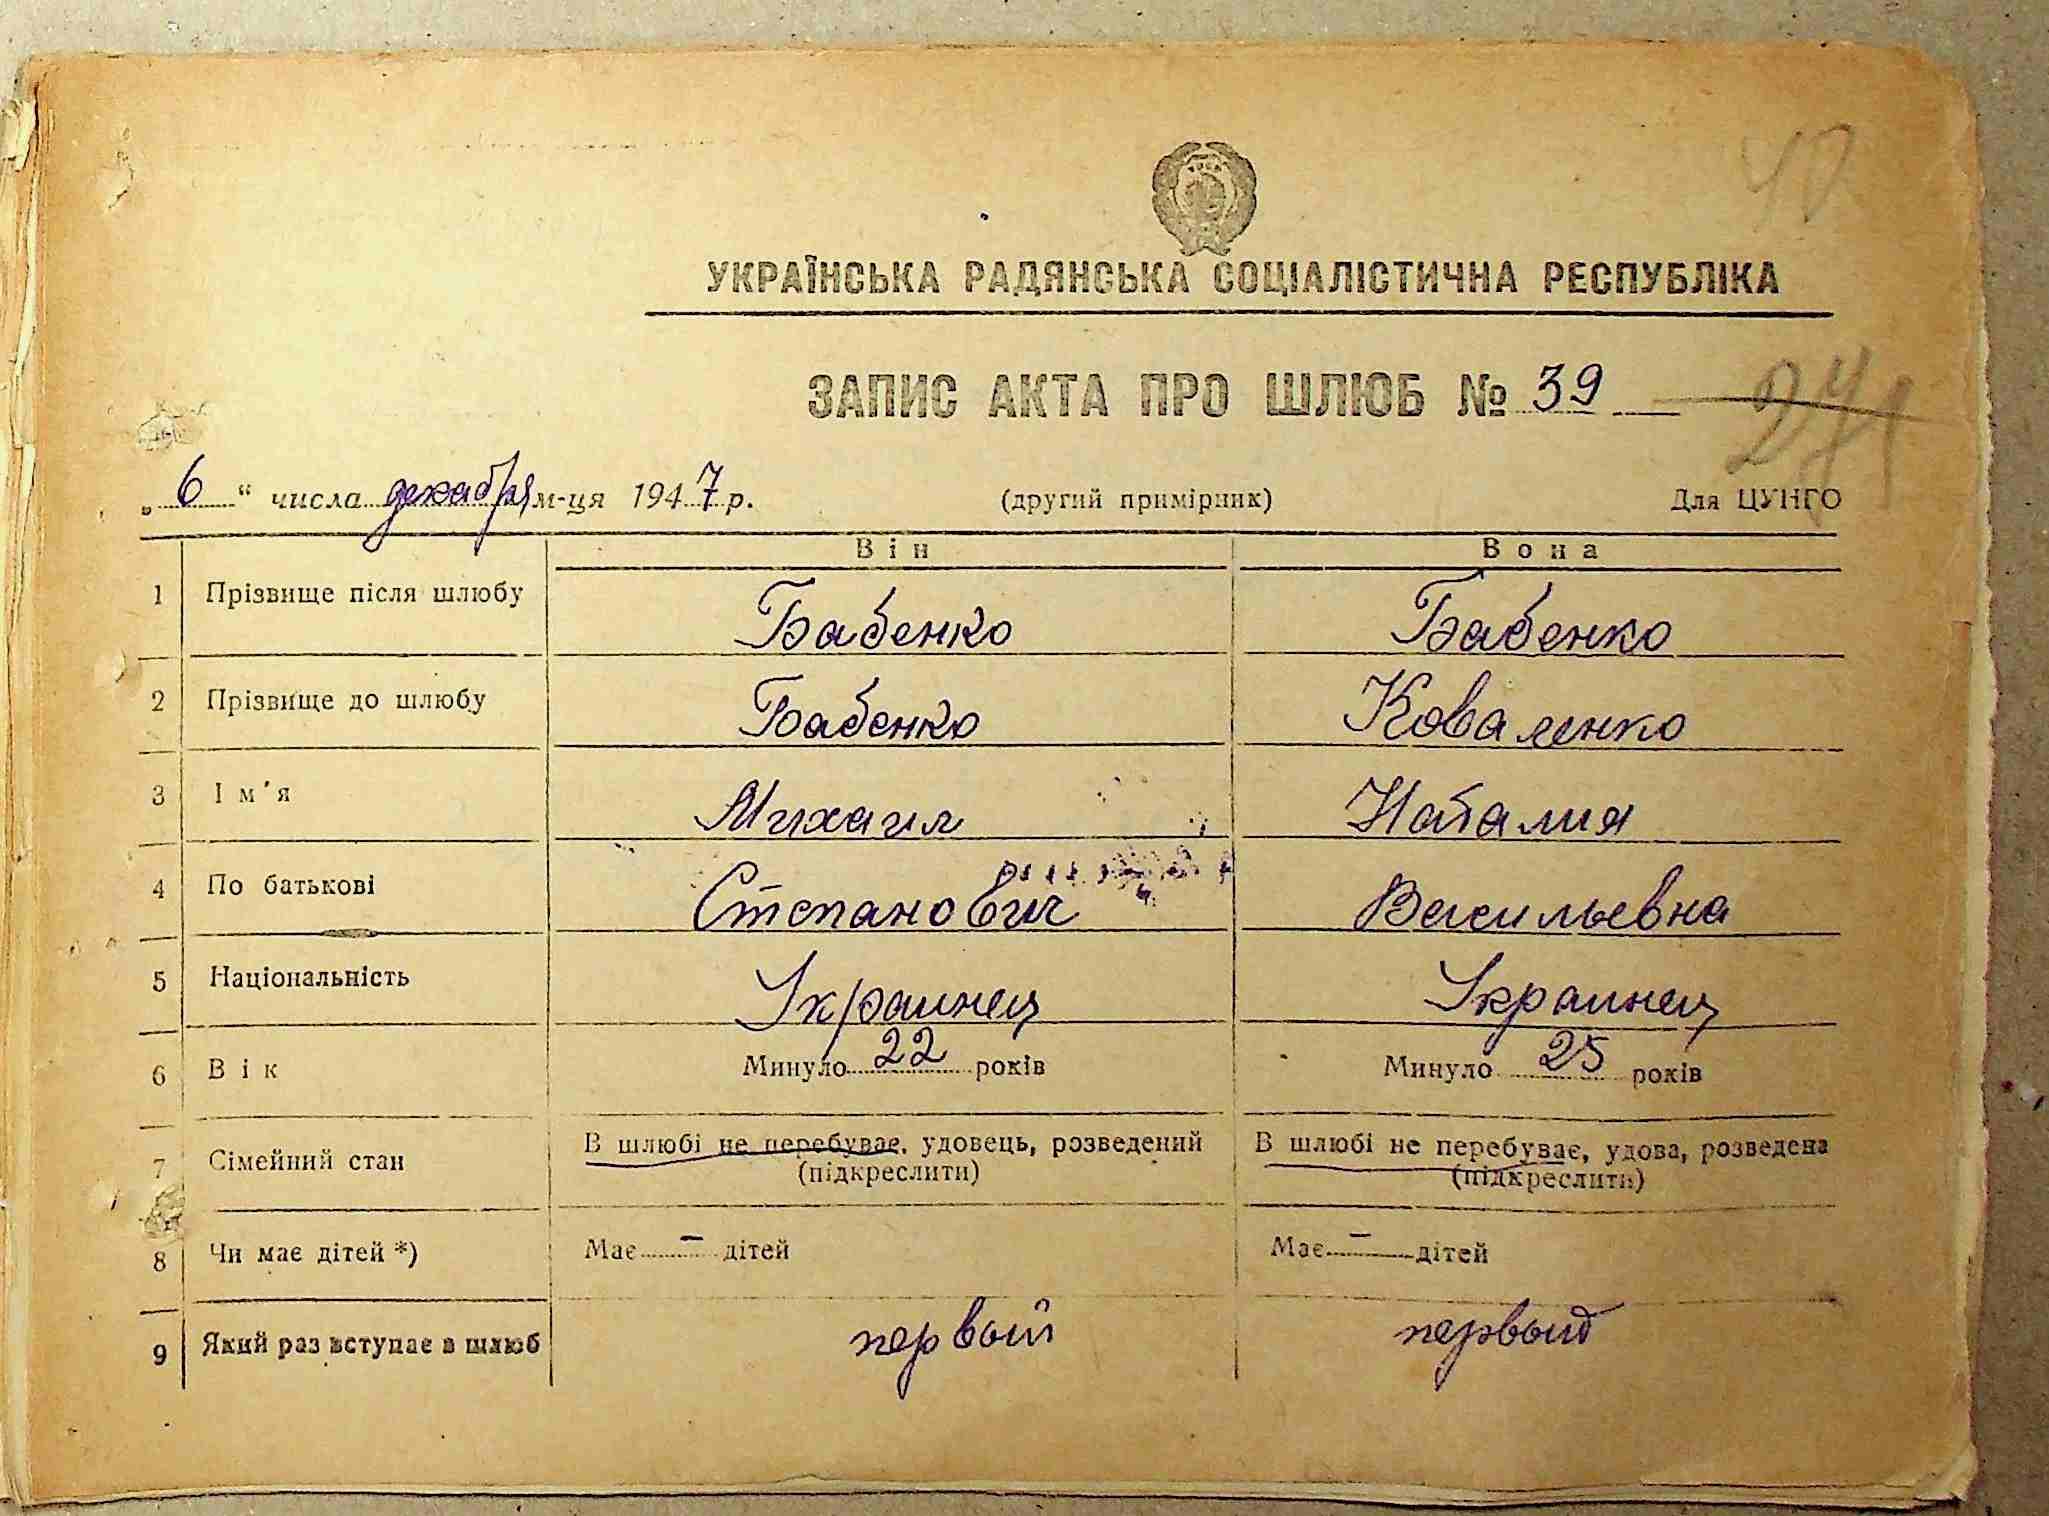 40
УКРАЇНСЬКА РАДЯНСЬКА СОЦІАЛІСТИЧНА РЕСПУБЛІКА
ЗАПИС АКТА ПРО ШЛЮБ № 39
„ 6 “ числа декабря м-ця 1947 р. (другий примірник) Для ЦУНГО
Він Вона
1 Прізвище після шлюбу Бабенко Бабенко
2 Прізвище до шлюбу Бабенко Коваленко
3 Ім'я Михаил Наталия
4 По батькові Степанович Васильевна
5 Національність Украинец Украинец
6 Вік Минуло 22 років Минуло 25 років
7 Сімейний стан В шлюбі не перебуває, удовець, розведений В шлюбі не перебуває, удова, розведена
(підкреслити) (підкреслити)
8 Чи має дітей *) Має — дітей Має — дітей
9 Який раз вступає в шлюб первый первый